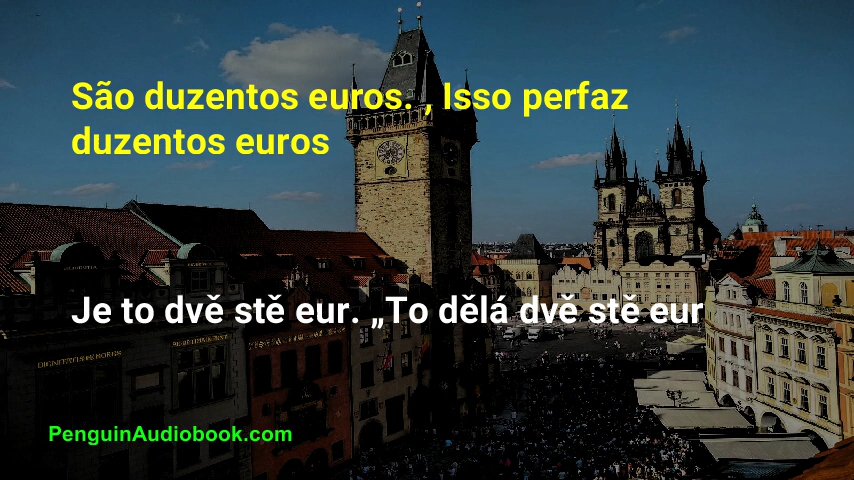 São duzentos euros. , Isso perfaz
duzentos euros
Je to dvě stě eur. „To dělá dvě stě eur
PenguinAudiobook.com